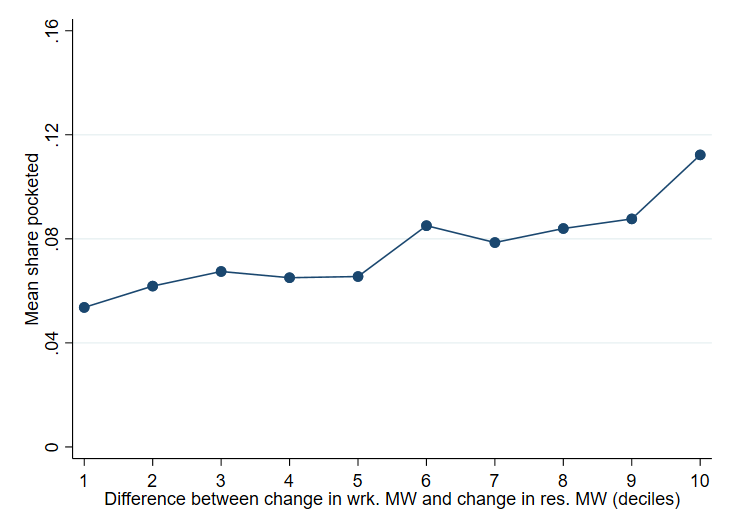 .16
.12
.08
.04
0
Mean share pocketed
1 2 3 4 5 6 7 8 9 10
Difference between change in wrk. MW and change in res. MW (deciles)